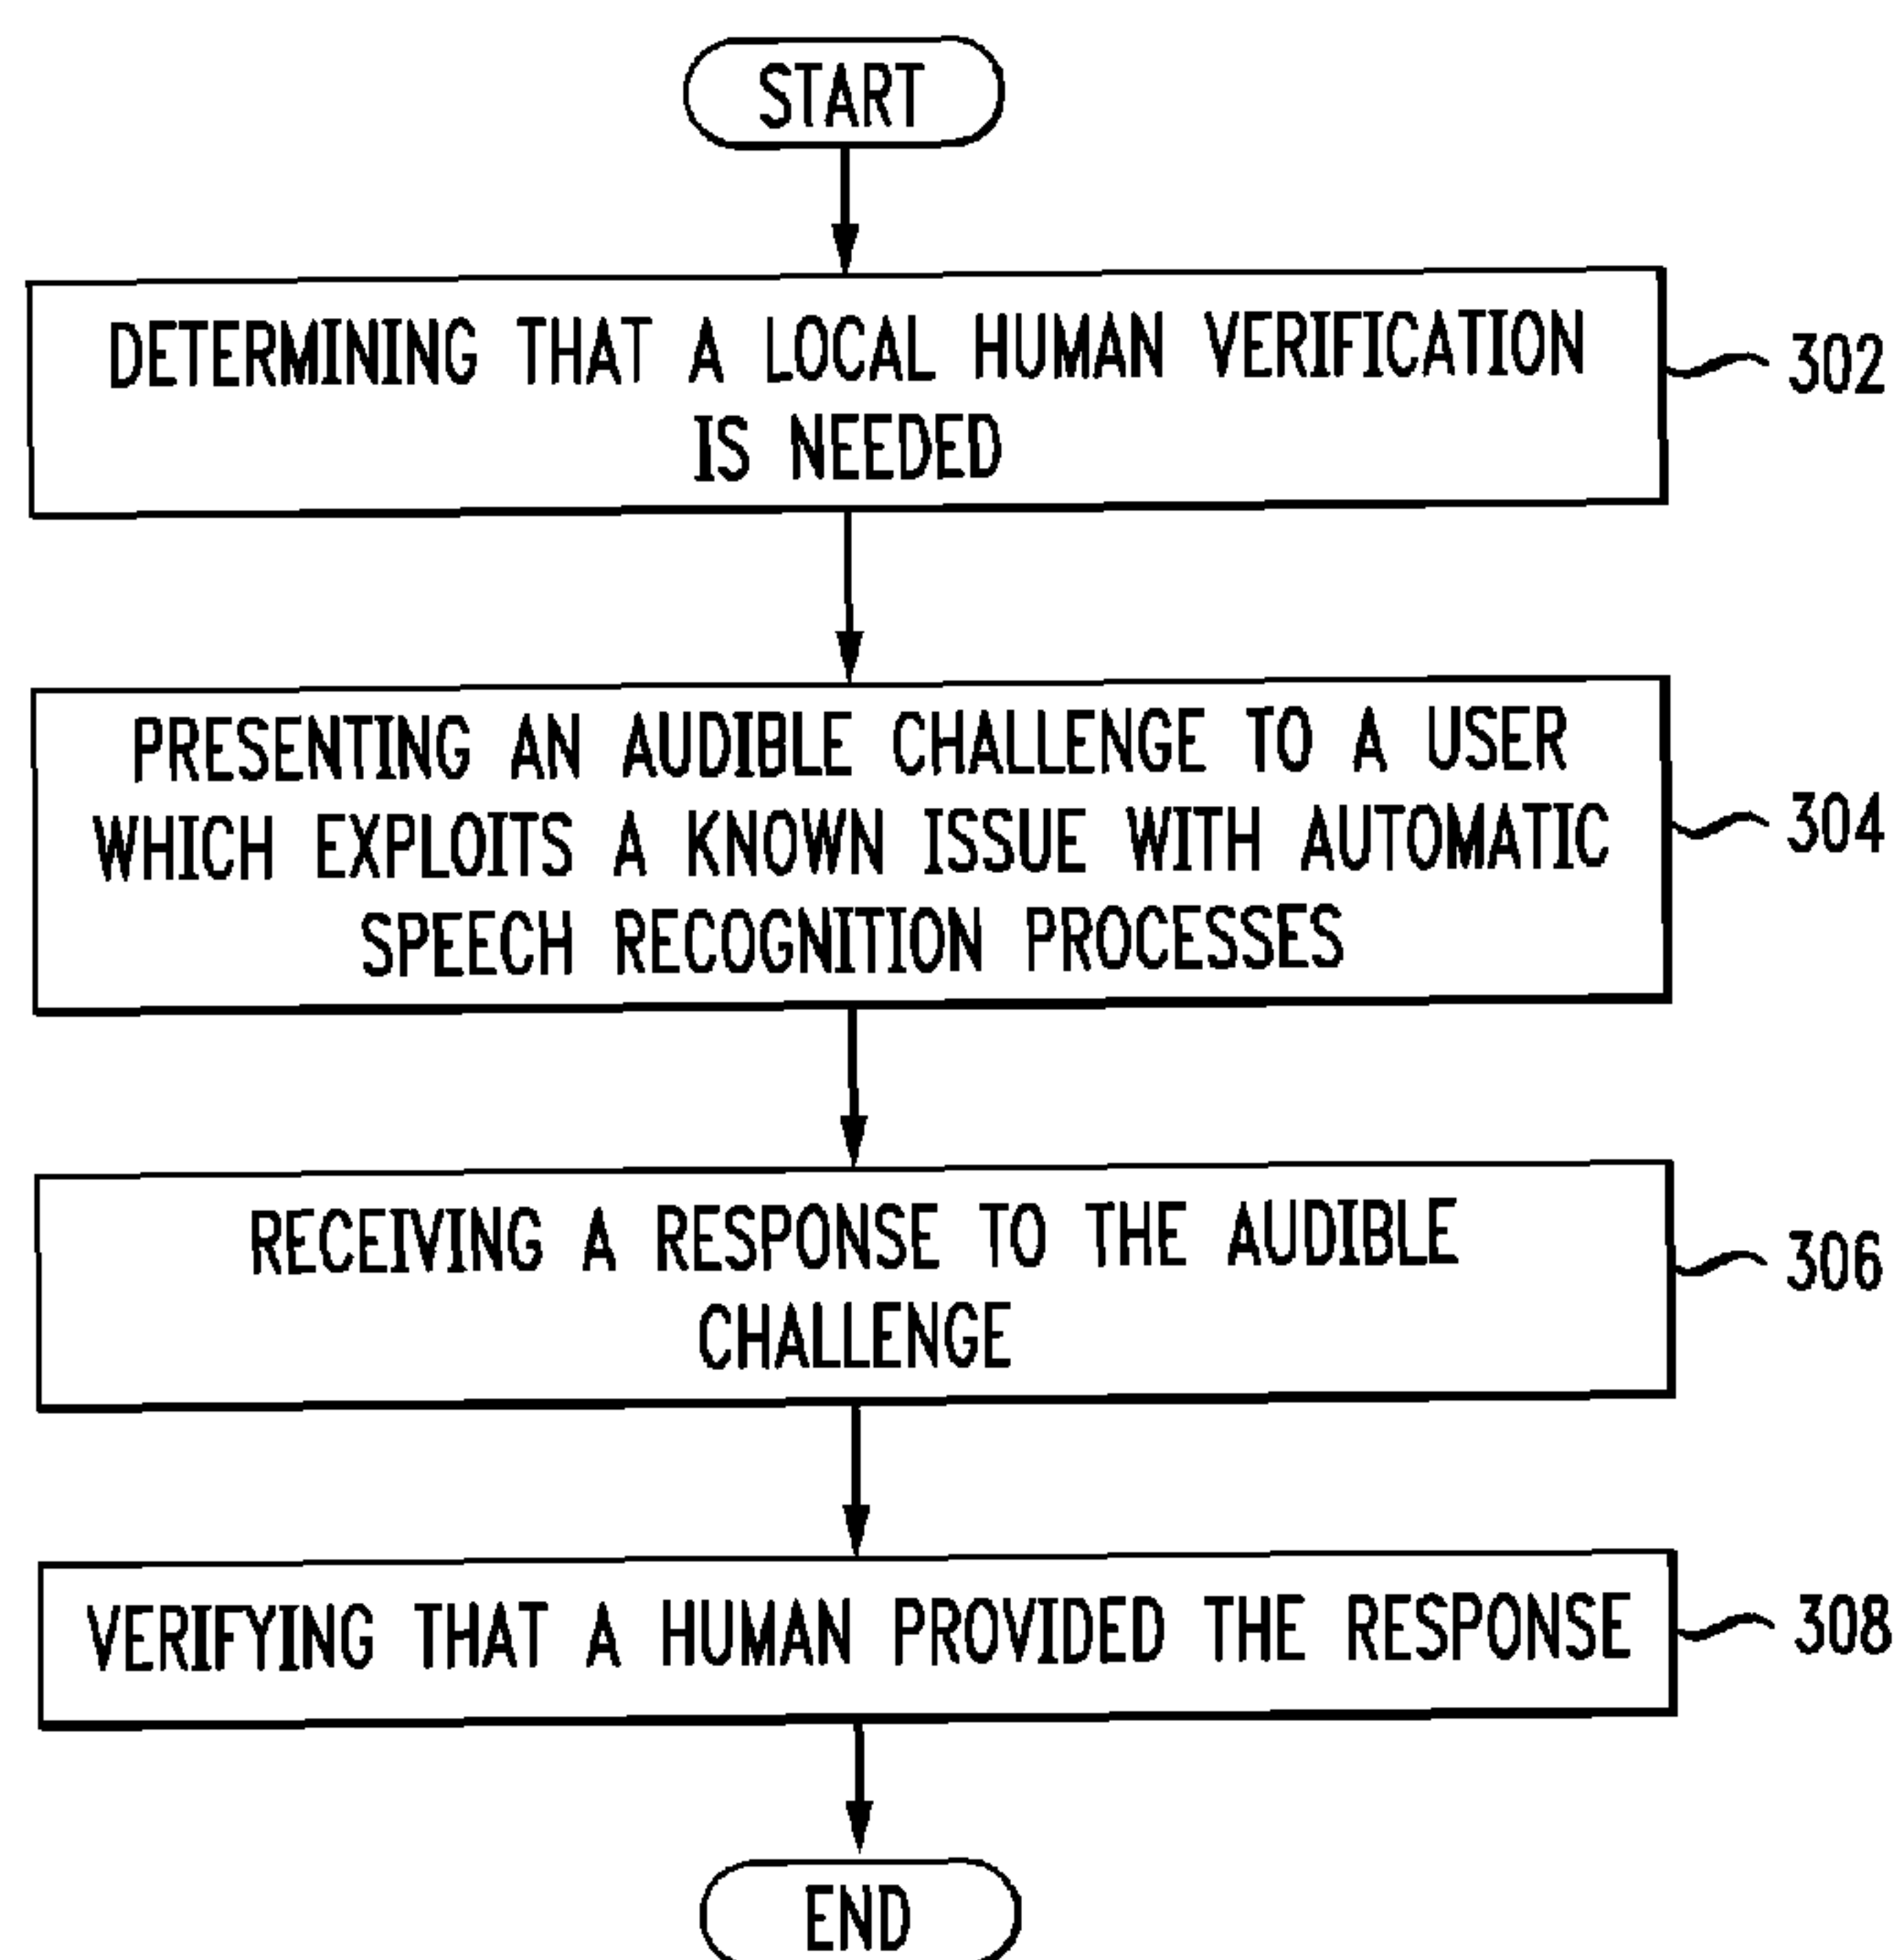 START
DETERMINING THAT A LOCAL HUMAN VERIFICATION
IS NEEDED
302
PRESENTING AN AUDIBLE CHALLENGE TO A USER
WHICH EXPLOITS A KNOWN ISSUE WITH AUTOMATIC
SPEECH RECOGNITION PROCESSES
304
RECEIVING A RESPONSE TO THE AUDIBLE
CHALLENGE
306
VERIFYING THAT A HUMAN PROVIDED THE RESPONSE
308
END